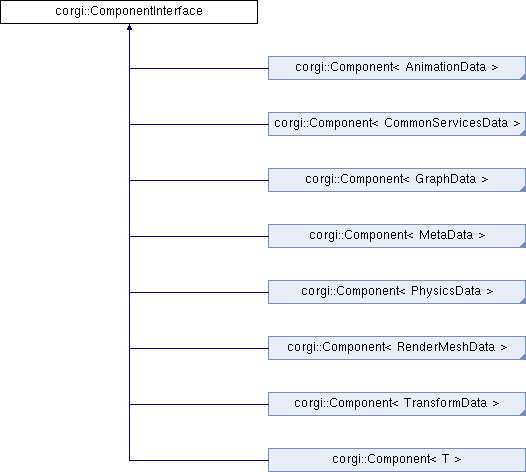 corgi::ComponentInterface
corgi::Component< AnimationData >
corgi::Component< CommonServicesData >
corgi::Component< GraphData >
corgi::Component< MetaData >
corgi::Component< PhysicsData >
corgi::Component< RenderMeshData >
corgi::Component< TransformData >
corgi::Component< T >